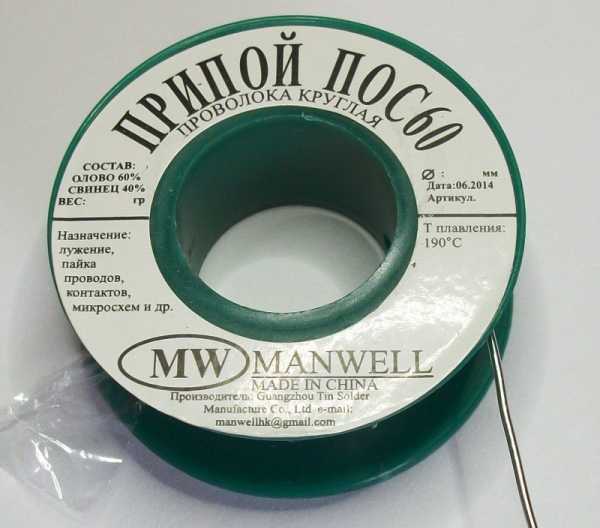 ПРИПОЙ ПОС60
ПРОВОЛОКА КРУГЛАЯ
СОСТАВ:
ОЛОВО 60%
СВИНЕЦ 40%
ВЕС: гр
Ø : мм
Дата:06.2014
Артикул.
Назначение:
лужение,
пайка
проводов,
контактов,
микросхем и др.
Т плавления:
190°C
MW MANWELL
MADE IN CHINA
Производитель: Guangzhou Tin Solder
Manufacture Co., Ltd e-mail:
manwellhk@gmail.com